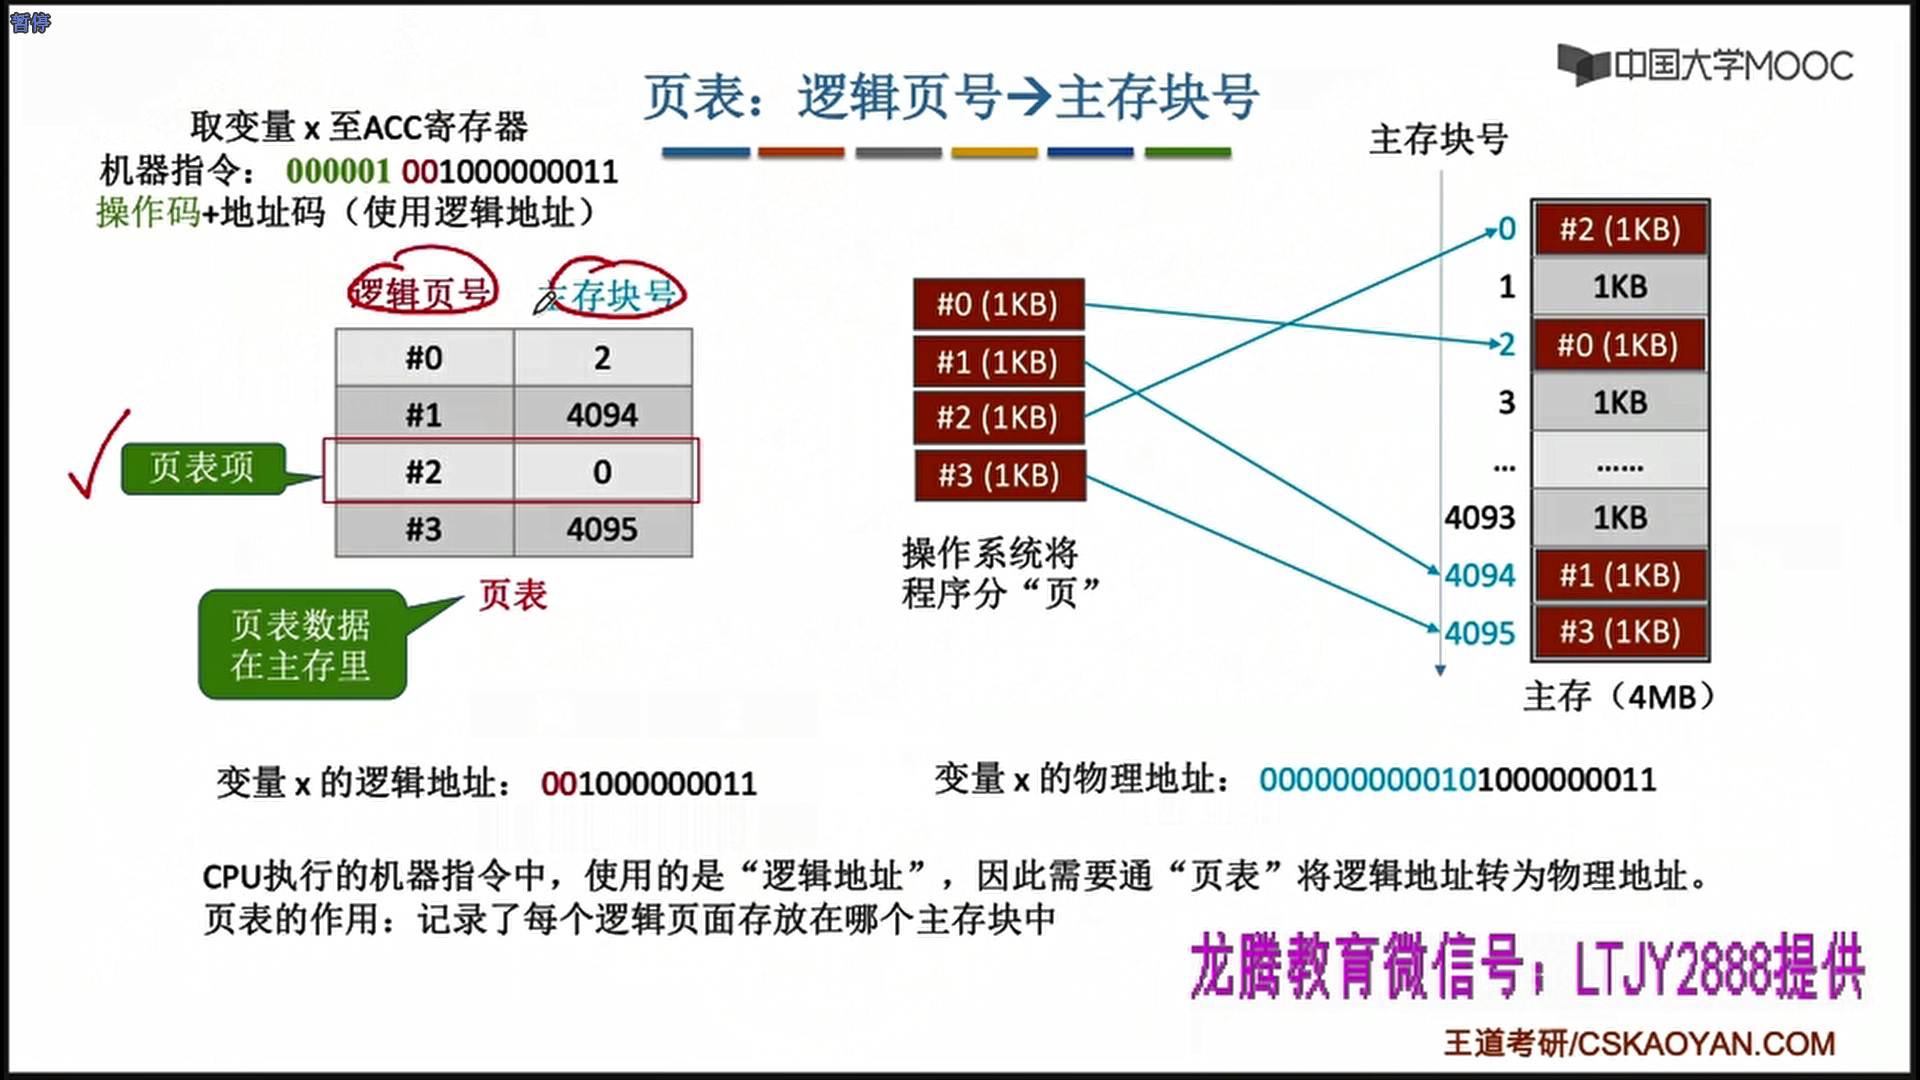 暂停
中国大学MOOC
页表：逻辑页号→主存块号
取变量 x 至ACC寄存器
机器指令： 000001 001000000011
操作码+地址码（使用逻辑地址）
逻辑页号 主存块号
#0 2
#1 4094
#2 0
#3 4095
页表项
页表
页表数据
在主存里
#0 (1KB)
#1 (1KB)
#2 (1KB)
#3 (1KB)
操作系统将
程序分“页”
主存块号
0 #2 (1KB)
1 1KB
2 #0 (1KB)
3 1KB
... ......
4093 1KB
4094 #1 (1KB)
4095 #3 (1KB)
主存（4MB）
变量 x 的逻辑地址： 001000000011
变量 x 的物理地址： 0000000000101000000011
CPU执行的机器指令中，使用的是“逻辑地址”，因此需要通“页表”将逻辑地址转为物理地址。
页表的作用：记录了每个逻辑页面存放在哪个主存块中
龙腾教育微信号：LTJY2888提供
王道考研/CSKAOYAN.COM